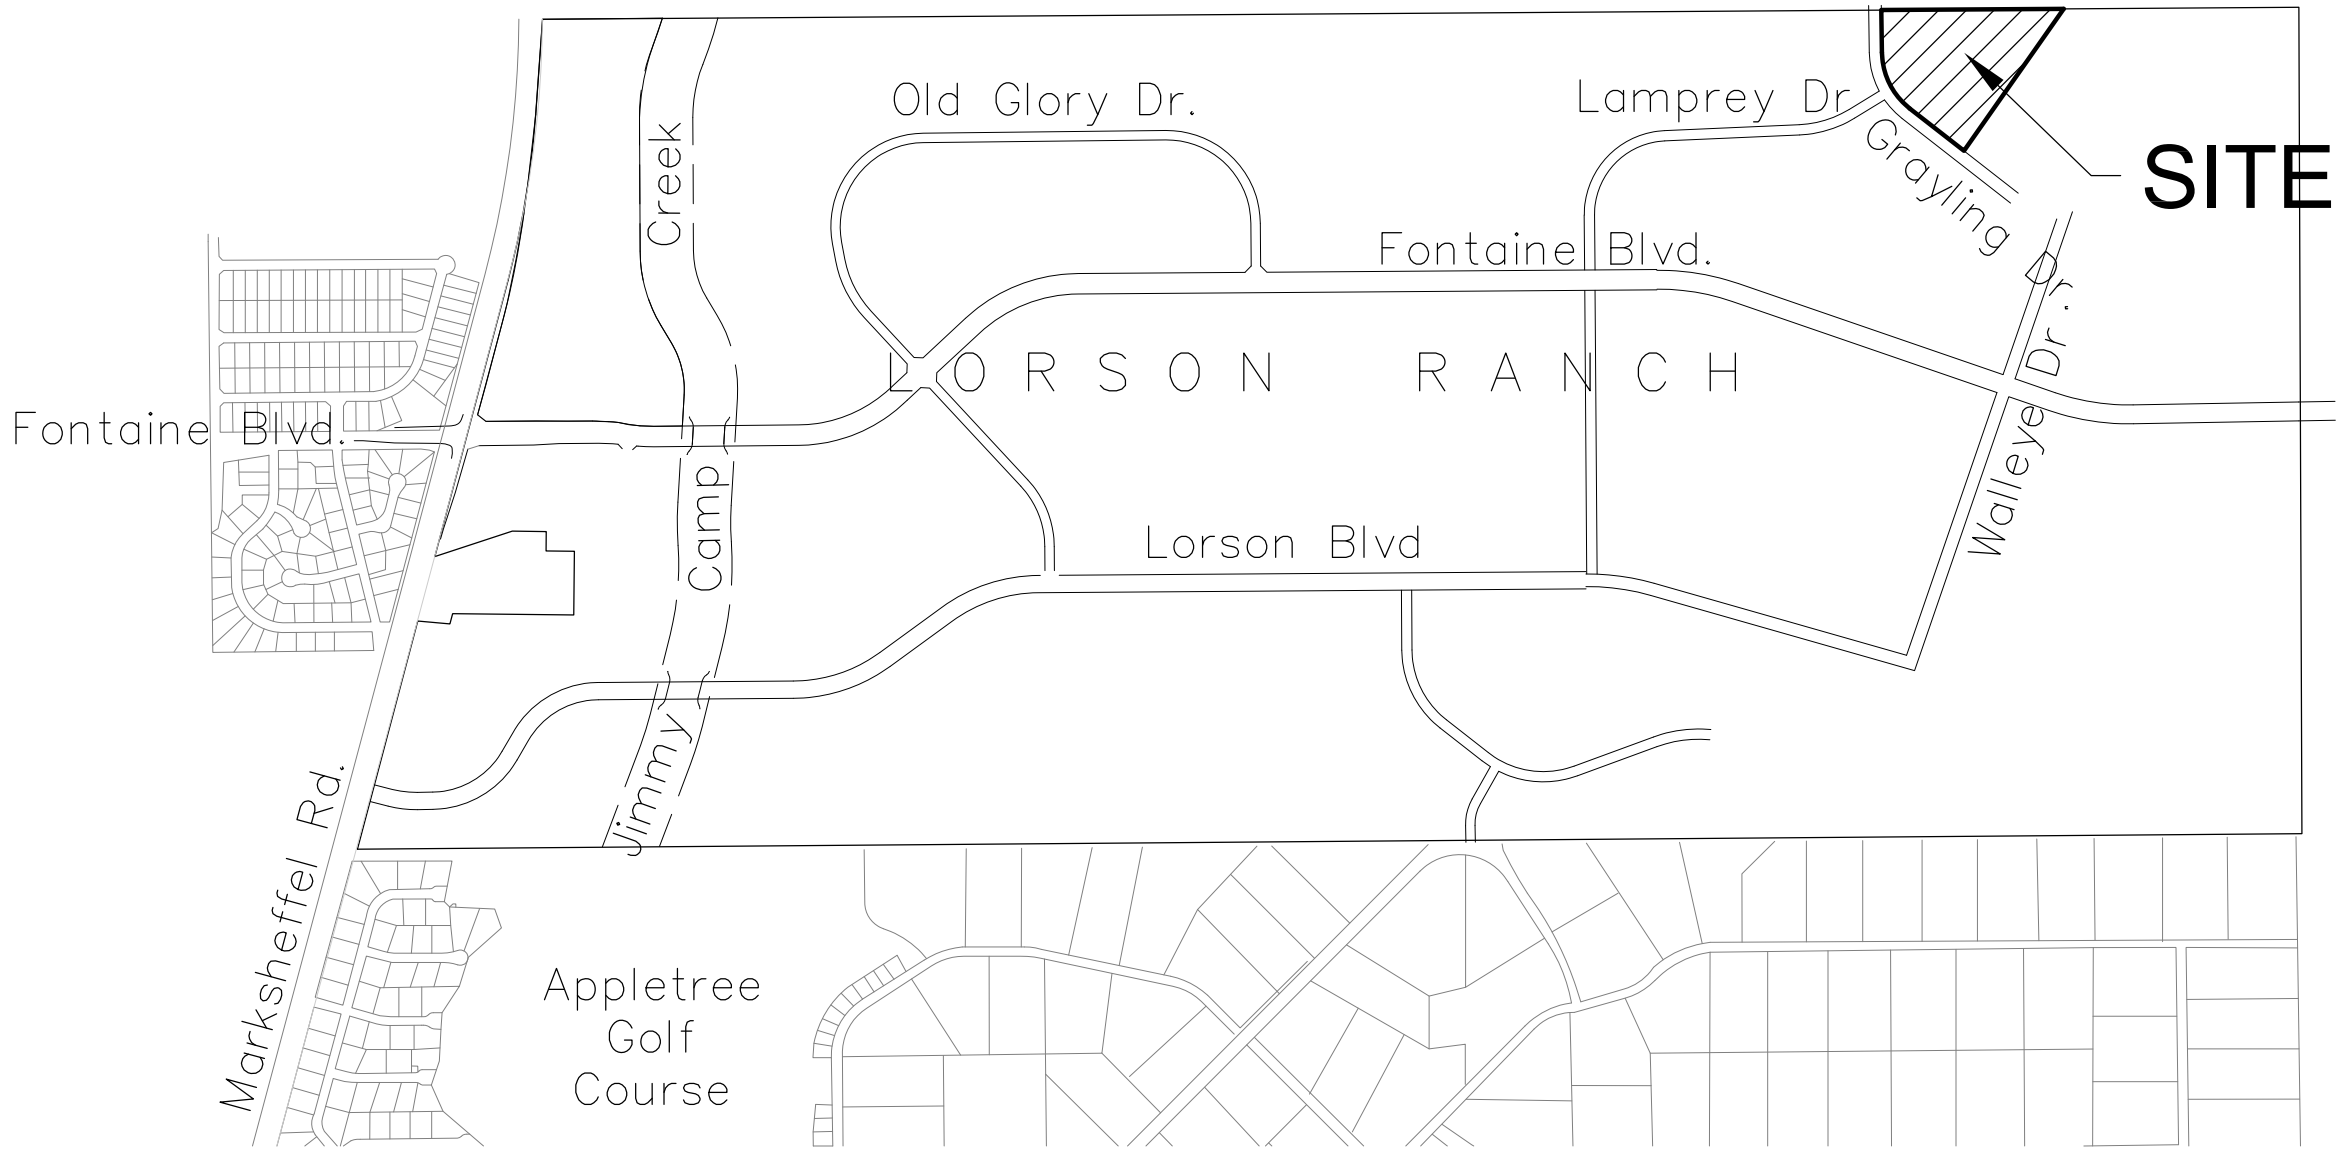 Old Glory Dr.
Lamprey Dr
SITE
Grayling Dr.
Creek
Fontaine Blvd.
LORSON RANCH
Fontaine Blvd.
Walleye Dr.
Camp
Lorson Blvd
Jimmy
Marksheffel Rd.
Appletree
Golf
Course